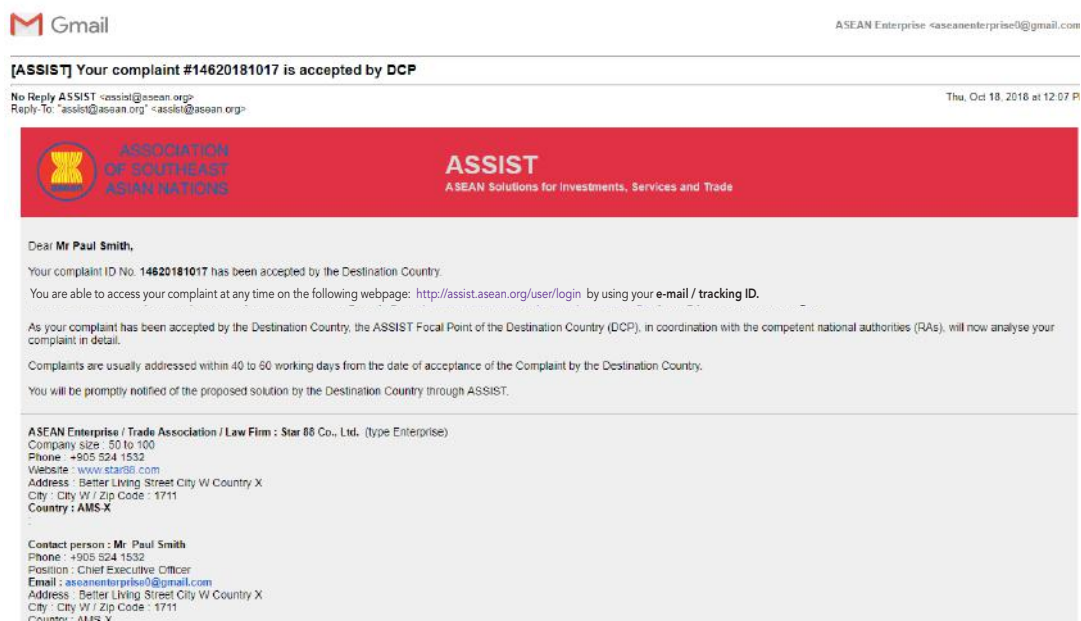 Gmail
ASEAN Enterprise <aseanenterprise0@gmail.com
[ASSIST] Your complaint #14620181017 is accepted by DCP
No Reply ASSIST <assist@asean.org>
Thu, Oct 18, 2018 at 12:07 P
Reply-To: "assist@asean.org" <assist@asean.org>
ASSOCIATION
OF SOUTHEAST
ASIAN NATIONS
ASSIST
ASEAN Solutions for Investments, Services and Trade
Dear Mr Paul Smith,
Your complaint ID No. 14620181017 has been accepted by the Destination Country.
You are able to access your complaint at any time on the following webpage: http://assist.asean.org/user/login by using your e-mail / tracking ID.
As your complaint has been accepted by the Destination Country, the ASSIST Focal Point of the Destination Country (DCP), in coordination with the competent national authorities (RAs), will now analyse your
complaint in detail.
Complaints are usually addressed within 40 to 60 working days from the date of acceptance of the Complaint by the Destination Country.
You will be promptly notified of the proposed solution by the Destination Country through ASSIST.
ASEAN Enterprise / Trade Association / Law Firm : Star 88 Co., Ltd. (type Enterprise)
Company size : 50 to 100
Phone : +905 524 1532
Website : www.star88.com
Address : Better Living Street City W Country X
City : City W / Zip Code : 1711
Country : AMS-X
:
Contact person : Mr Paul Smith
Phone : +905 524 1532
Position : Chief Executive Officer
Email : aseanenterprise0@gmail.com
Address : Better Living Street City W Country X
City : City W / Zip Code : 1711
Country : AMS-X